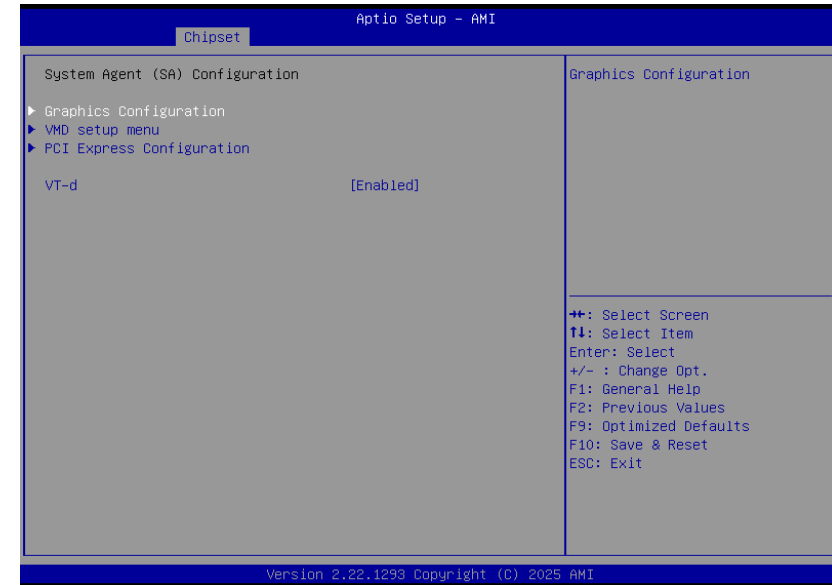 Aptio Setup - AMI
Chipset
System Agent (SA) Configuration
Graphics Configuration
VMD setup menu
PCI Express Configuration
VT-d [Enabled]
Graphics Configuration
→←: Select Screen
↑↓: Select Item
Enter: Select
+/- : Change Opt.
F1: General Help
F2: Previous Values
F9: Optimized Defaults
F10: Save & Reset
ESC: Exit
Version 2.22.1293 Copyright (C) 2025 AMI